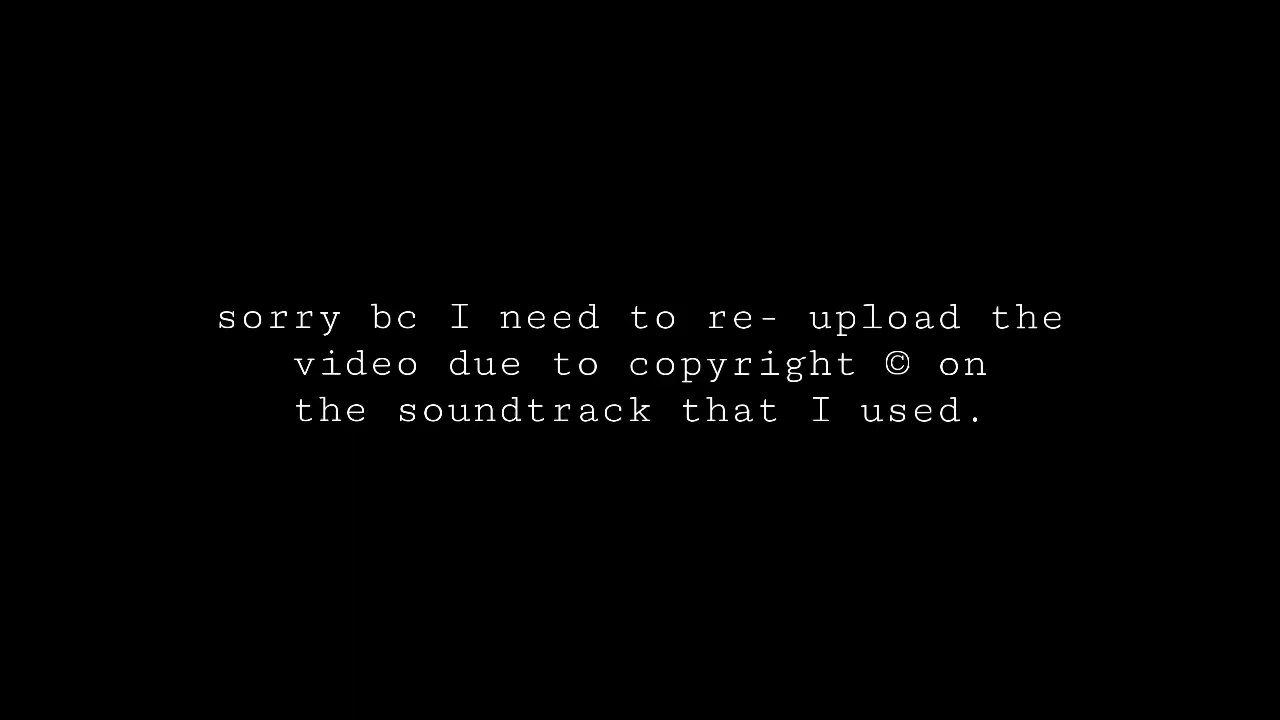 sorry bc I need to re- upload the
video due to copyright © on
the soundtrack that I used.